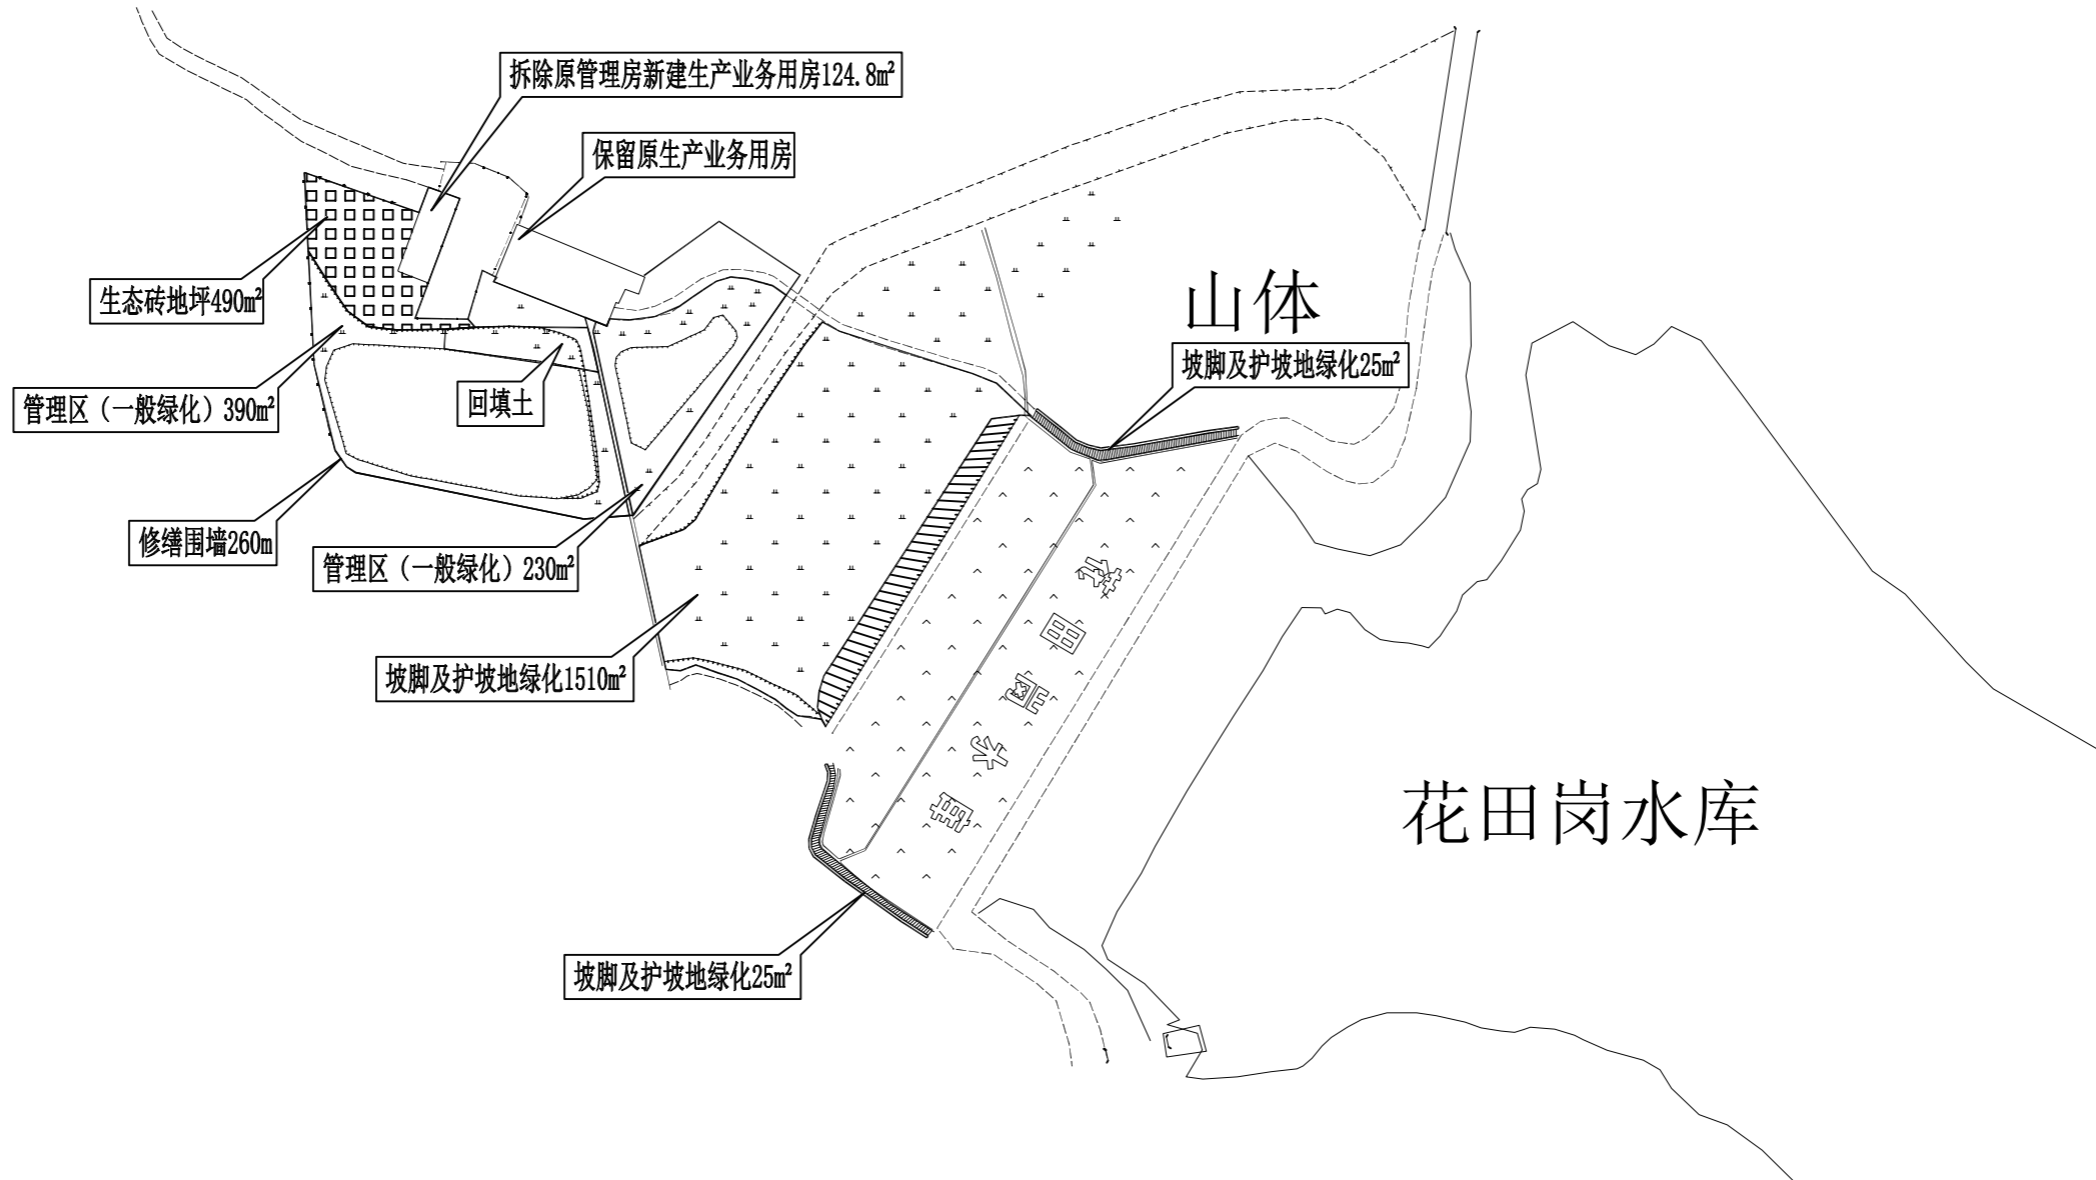 拆除原管理房新建生产业务用房124.8m²
保留原生产业务用房
生态砖地坪490m²
山体
坡脚及护坡地绿化25m²
管理区（一般绿化）390m²
回填土
修缮围墙260m
管理区（一般绿化）230m²
坡脚及护坡地绿化1510m²
花田岗水库
花田岗水库
坡脚及护坡地绿化25m²